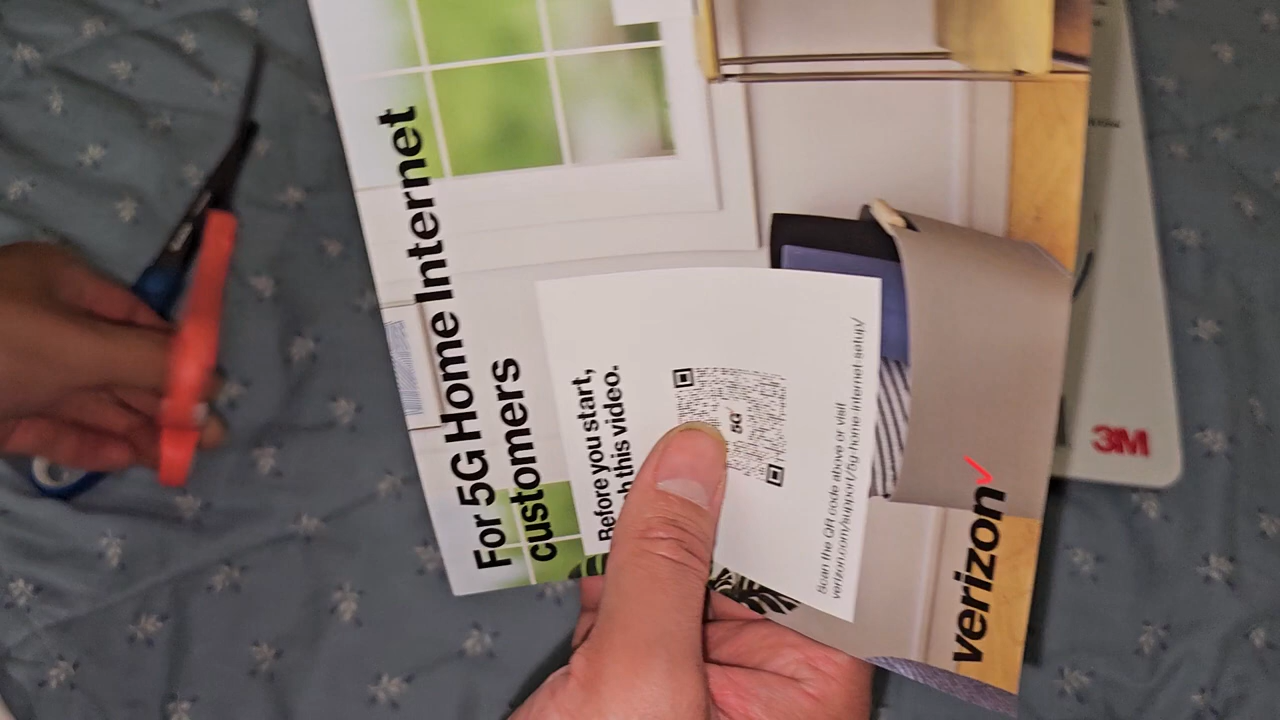 For 5G Home Internet
customers
Before you start,
this video.
5G
Scan the QR code above or visit
verizon.com/support/5g-home-internet-setup/
verizon
3M